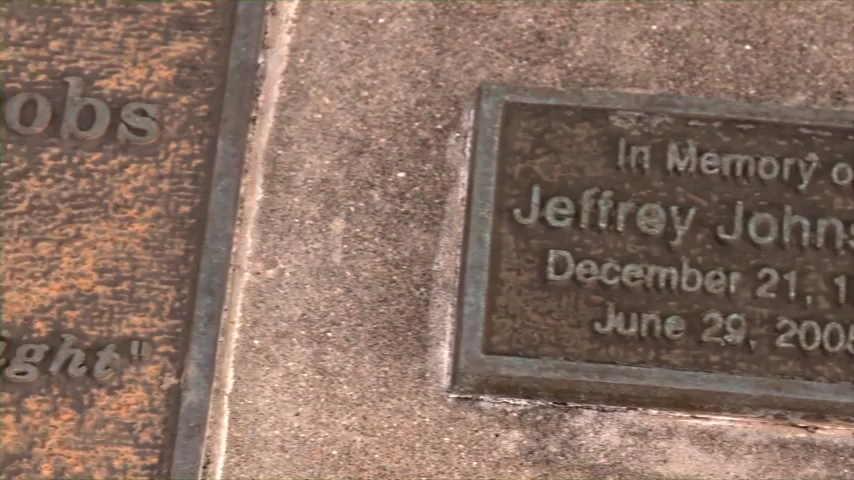 obs
ght"
In Memory o
Jeffrey Johns
December 21, 1
June 29, 2005